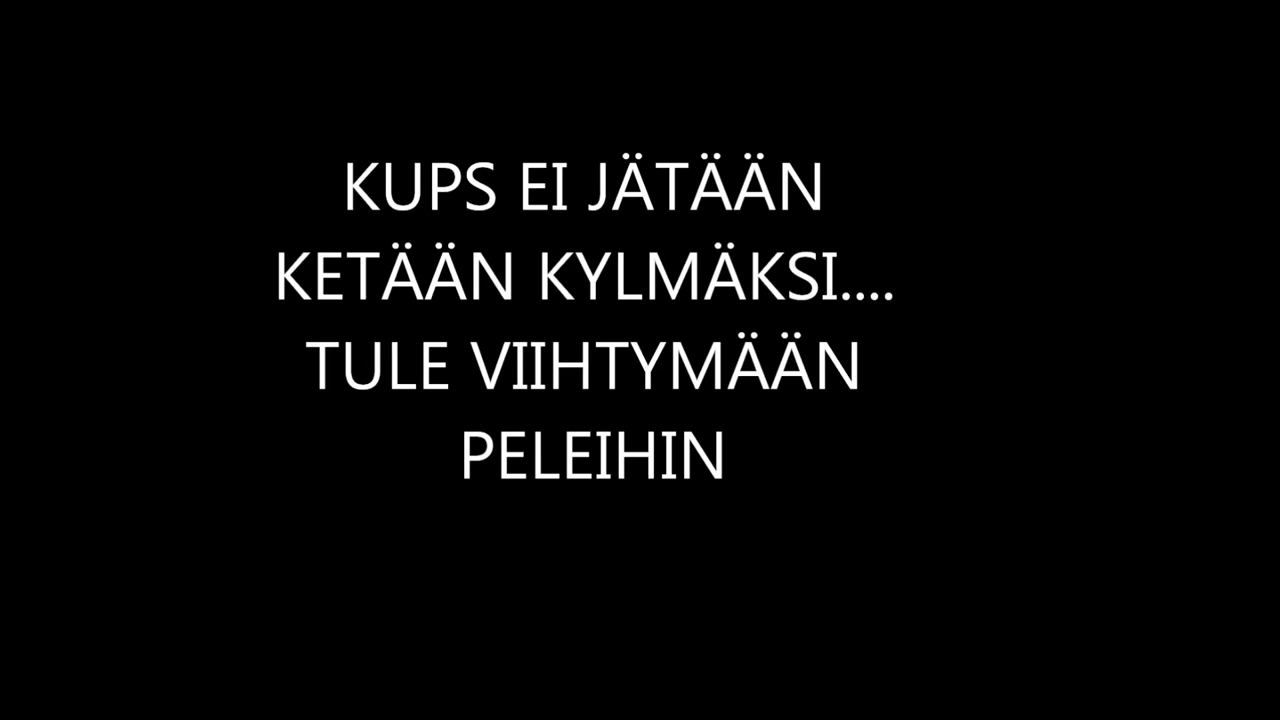 KUPS EI JÄTÄÄN
KETÄÄN KYLMÄKSI....
TULE VIIHTYMÄÄN
PELEIHIN